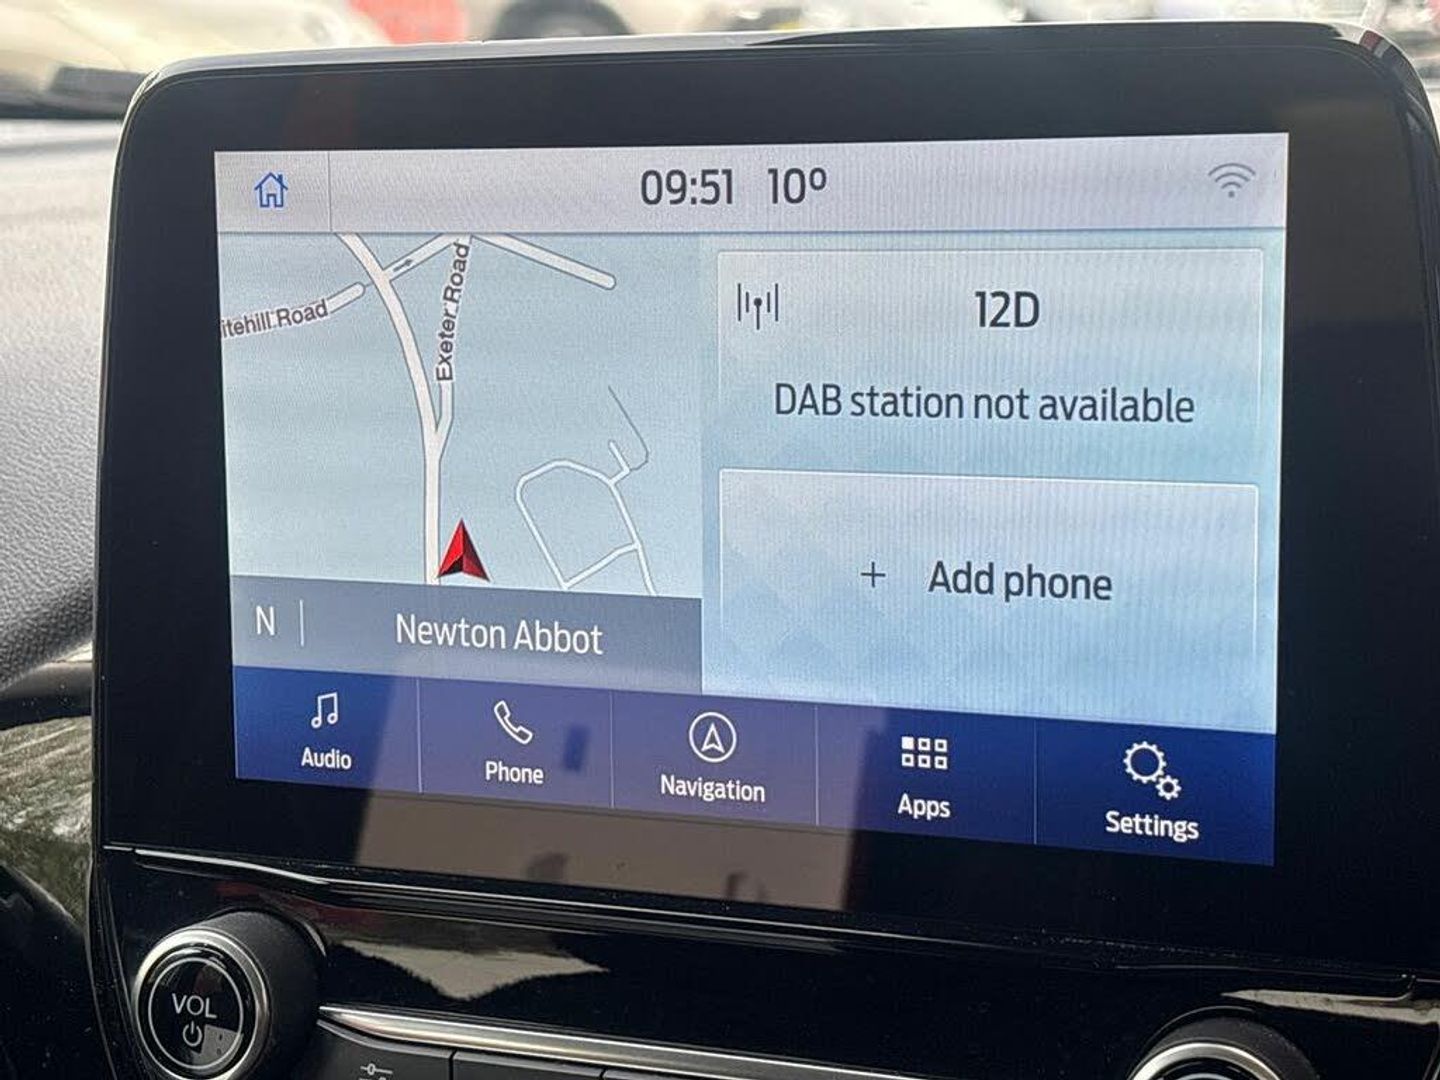 09:51 10º
itehill Road
Exeter Road
12D
DAB station not available
+ Add phone
N | Newton Abbot
Audio
Phone
Navigation
Apps
Settings
VOL